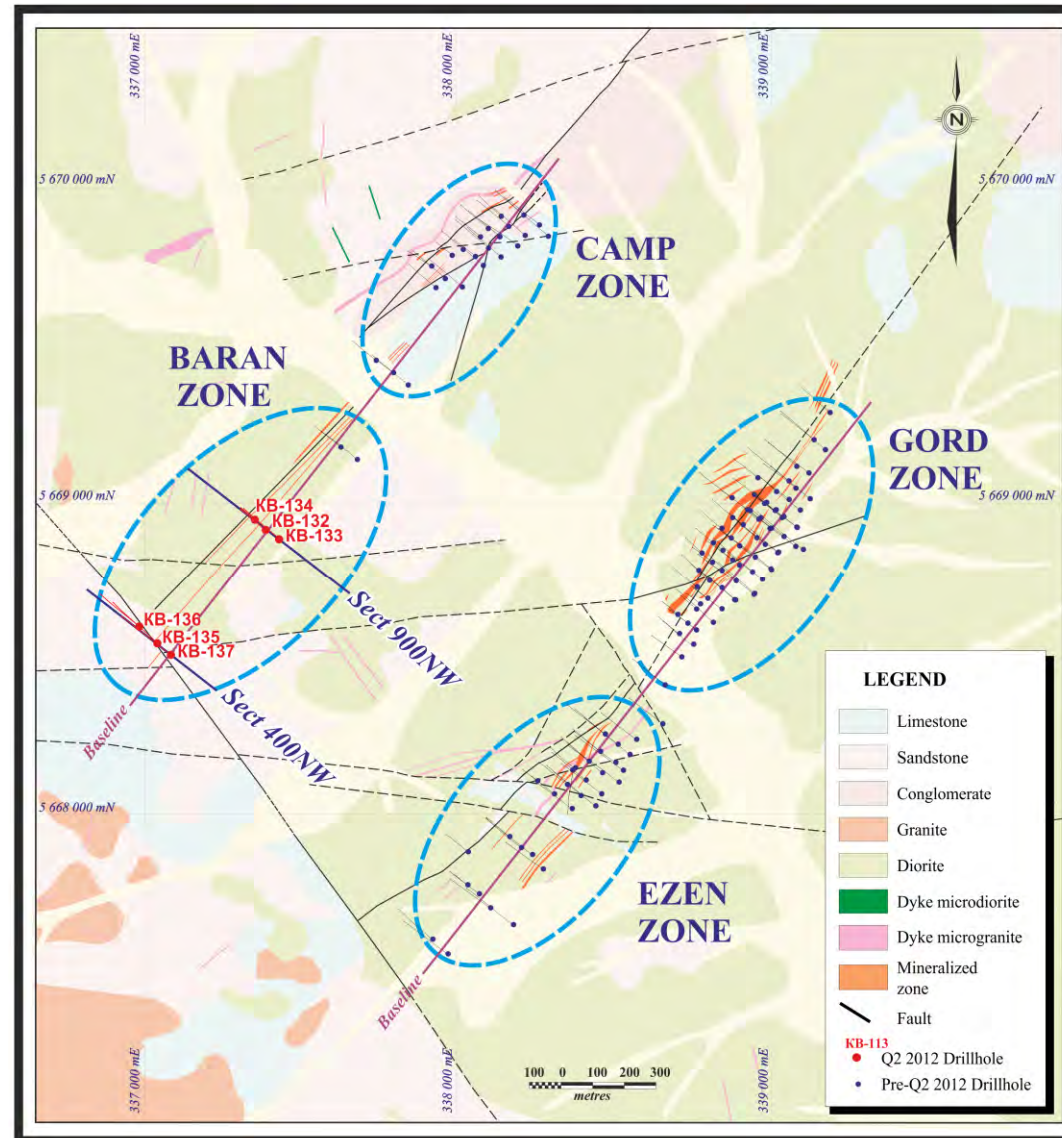 337 000 mE
338 000 mE
339 000 mE
N
5 670 000 mN
5 670 000 mN
CAMP
ZONE
BARAN
ZONE
GORD
ZONE
5 669 000 mN
5 669 000 mN
KB-134
KB-132
KB-133
KB-136
KB-135
KB-137
Sect 900NW
Sect 400NW
Baseline
5 668 000 mN
EZEN
ZONE
Baseline
LEGEND
Limestone
Sandstone
Conglomerate
Granite
Diorite
Dyke microdiorite
Dyke microgranite
Mineralized
zone
Fault
KB-113
Q2 2012 Drillhole
Pre-Q2 2012 Drillhole
100 0 100 200 300
metres
337 000 mE
338 000 mE
339 000 mE